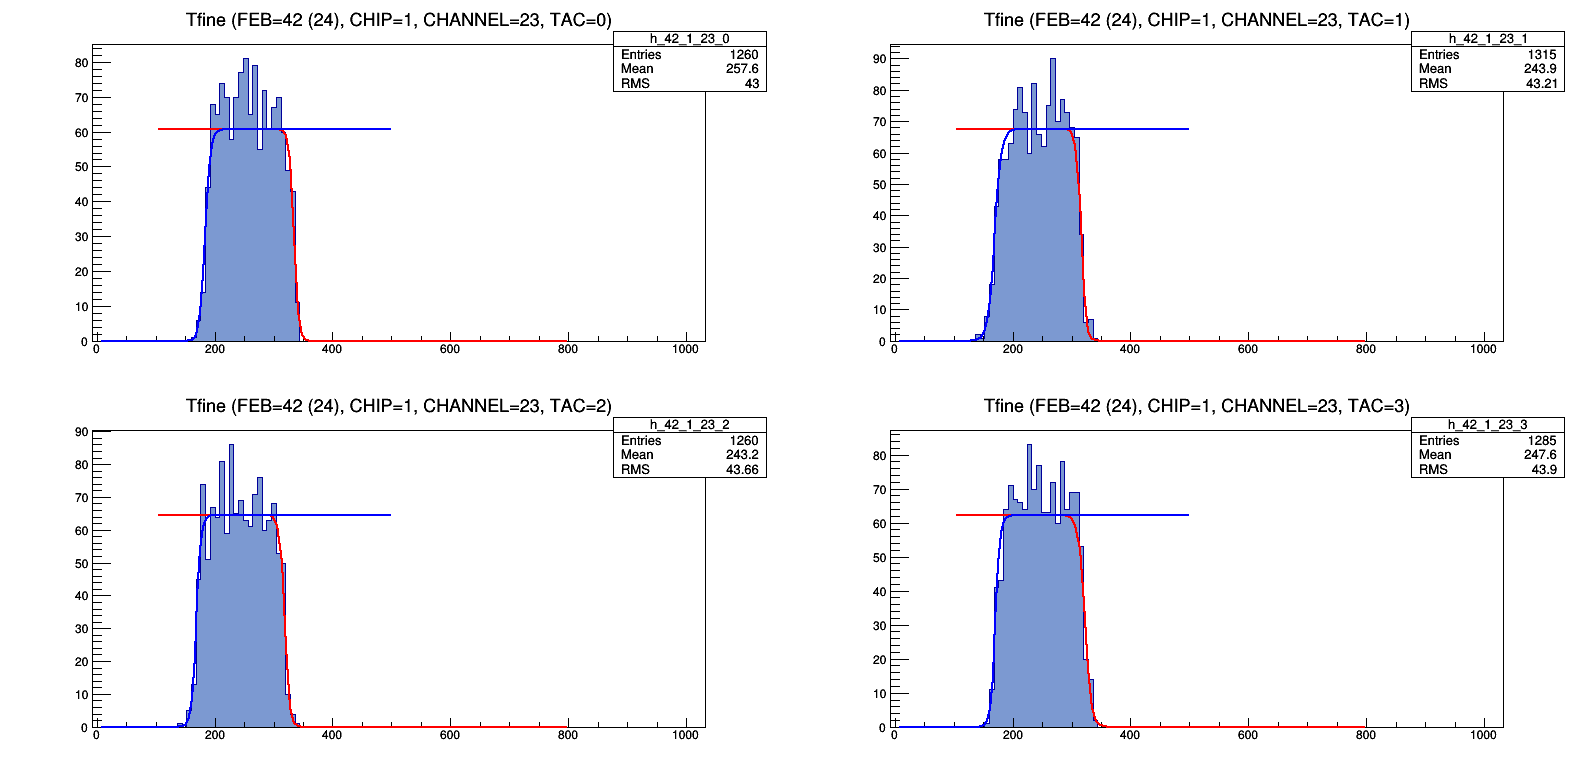 Tfine (FEB=42 (24), CHIP=1, CHANNEL=23, TAC=0)
h_42_1_23_0
Entries 1260
Mean 257.6
RMS 43
80
70
60
50
40
30
20
10
0
0 200 400 600 800 1000
Tfine (FEB=42 (24), CHIP=1, CHANNEL=23, TAC=1)
h_42_1_23_1
Entries 1315
Mean 243.9
RMS 43.21
90
80
70
60
50
40
30
20
10
0
0 200 400 600 800 1000
Tfine (FEB=42 (24), CHIP=1, CHANNEL=23, TAC=2)
h_42_1_23_2
Entries 1260
Mean 243.2
RMS 43.66
90
80
70
60
50
40
30
20
10
0
0 200 400 600 800 1000
Tfine (FEB=42 (24), CHIP=1, CHANNEL=23, TAC=3)
h_42_1_23_3
Entries 1285
Mean 247.6
RMS 43.9
80
70
60
50
40
30
20
10
0
0 200 400 600 800 1000